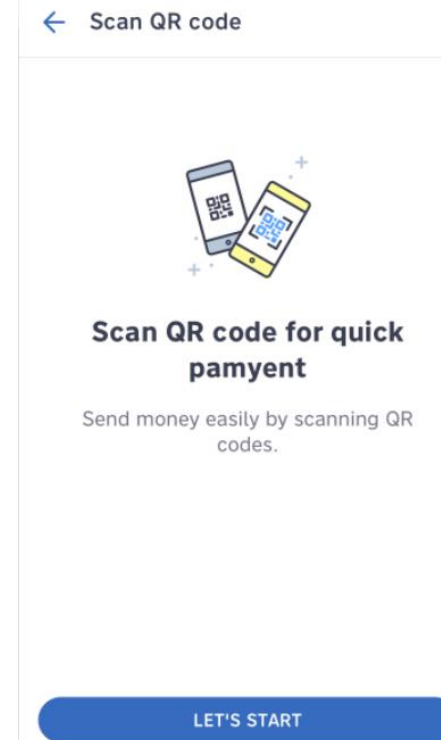 Scan QR code
Scan QR code for quick
pamyent
Send money easily by scanning QR
codes.
LET'S START